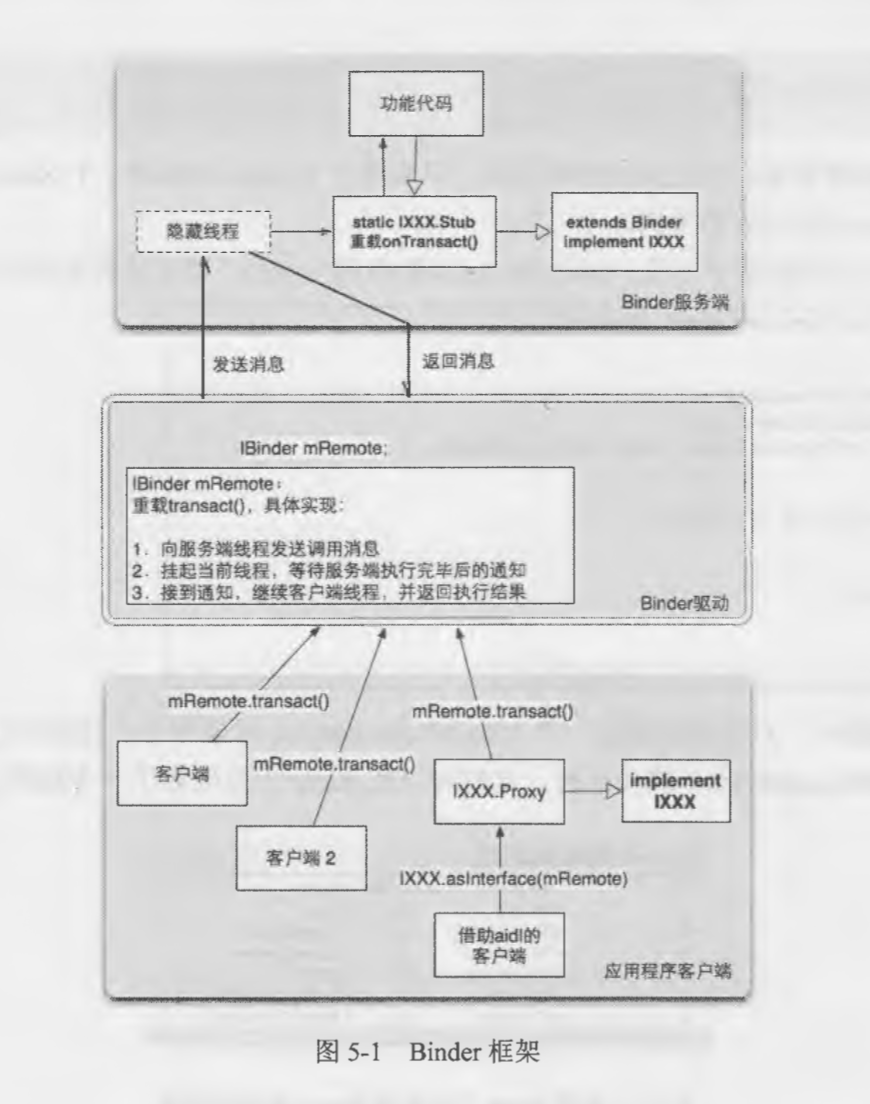 功能代码
隐藏线程
static IXXX.Stub
重载onTransact()
extends Binder
implement IXXX
Binder服务端
发送消息
返回消息
IBinder mRemote;
IBinder mRemote:
重载transact()，具体实现：
1．向服务端线程发送调用消息
2．挂起当前线程，等待服务端执行完毕后的通知
3．接到通知，继续客户端线程，并返回执行结果
Binder驱动
mRemote.transact()
mRemote.transact()
mRemote.transact()
客户端
IXXX.Proxy
implement
IXXX
客户端 2
IXXX.asInterface(mRemote)
借助aidl的
客户端
应用程序客户端
图 5-1 Binder 框架